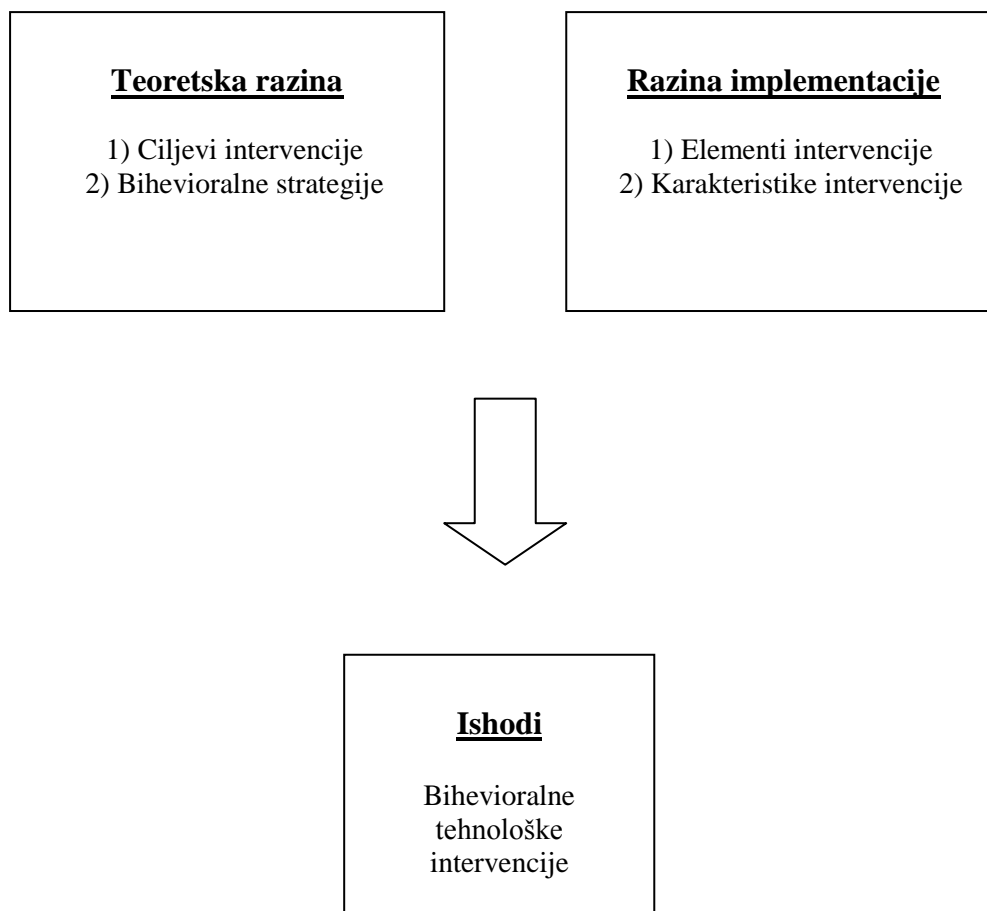 Teoretska razina
1) Ciljevi intervencije
2) Bihevioralne strategije
Razina implementacije
1) Elementi intervencije
2) Karakteristike intervencije
Ishodi
Bihevioralne
tehnološke
intervencije